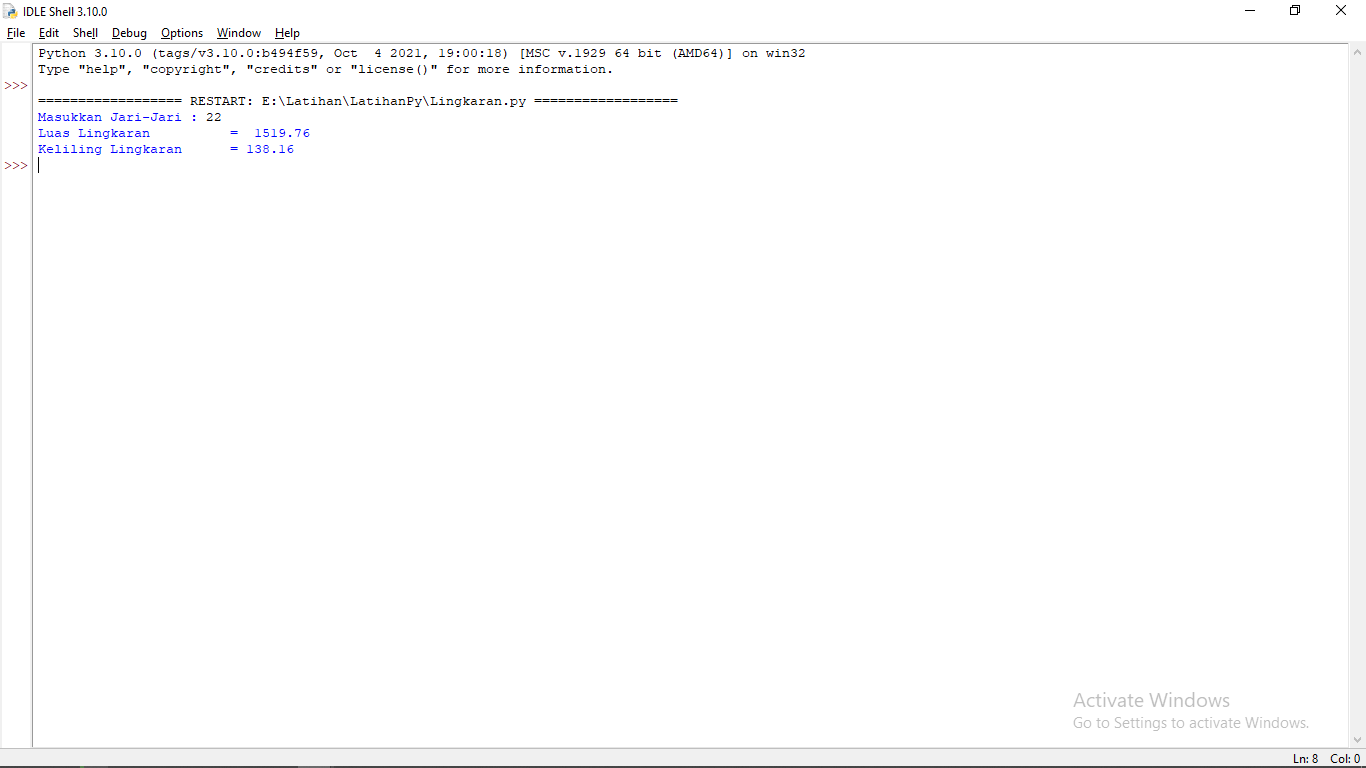 IDLE Shell 3.10.0
File Edit Shell Debug Options Window Help
Python 3.10.0 (tags/v3.10.0:b494f59, Oct  4 2021, 19:00:18) [MSC v.1929 64 bit (AMD64)] on win32
Type "help", "copyright", "credits" or "license()" for more information.
>>>
================== RESTART: E:\Latihan\LatihanPy\Lingkaran.py ==================
Masukkan Jari-Jari : 22
Luas Lingkaran          =  1519.76
Keliling Lingkaran      = 138.16
>>>
Activate Windows
Go to Settings to activate Windows.
Ln: 8 Col: 0